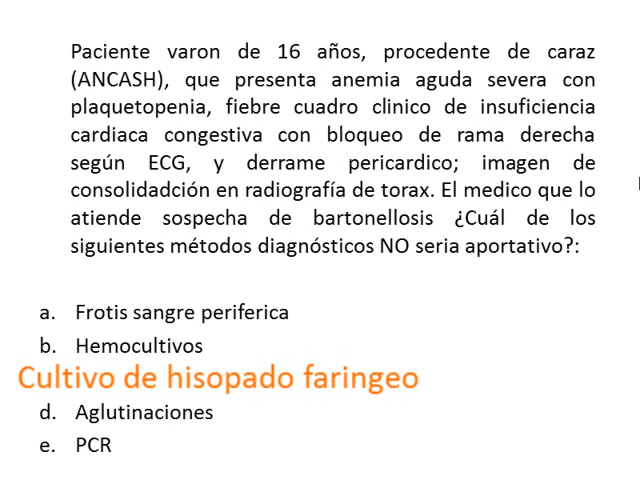 Paciente varon de 16 años, procedente de caraz
(ANCASH), que presenta anemia aguda severa con
plaquetopenia, fiebre cuadro clinico de insuficiencia
cardiaca congestiva con bloqueo de rama derecha
según ECG, y derrame pericardico; imagen de
consolidadción en radiografía de torax. El medico que lo
atiende sospecha de bartonellosis ¿Cuál de los
siguientes métodos diagnósticos NO seria aportativo?:
a. Frotis sangre periferica
b. Hemocultivos
Cultivo de hisopado faringeo
d. Aglutinaciones
e. PCR